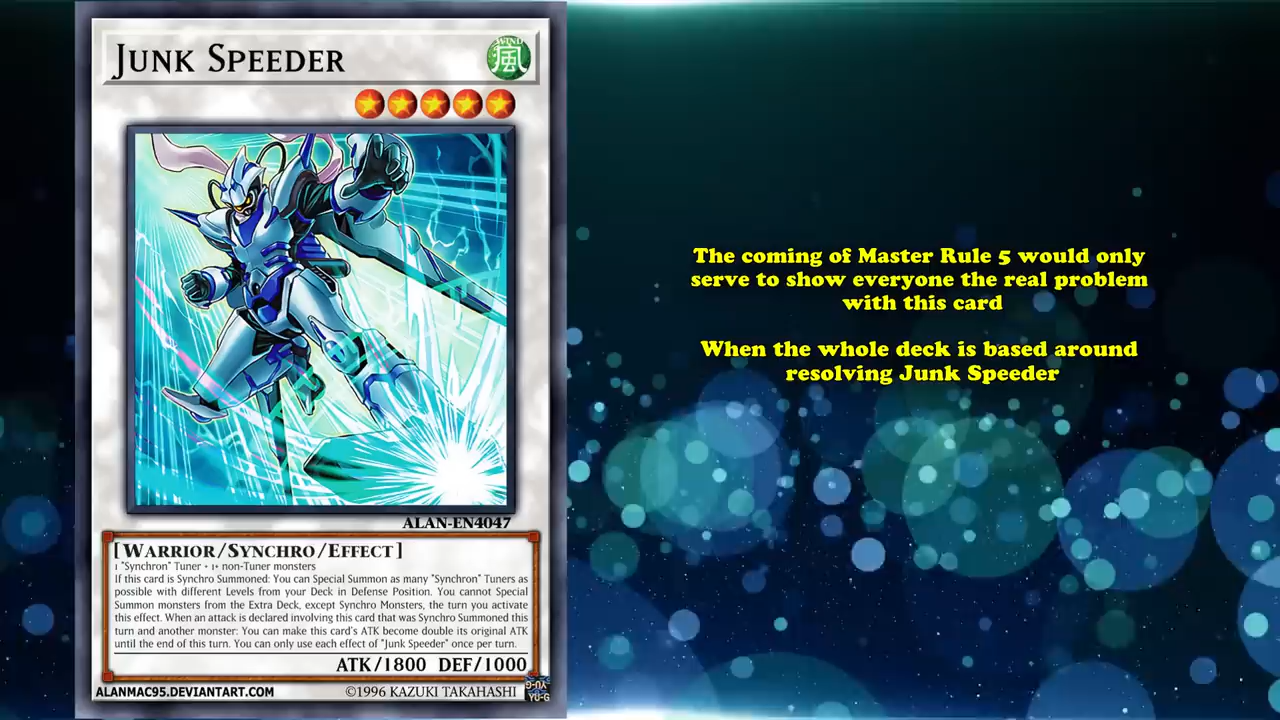 JUNK SPEEDER
WIND
風
ALAN-EN4047
[WARRIOR/SYNCHRO/EFFECT]
1 "Synchron" Tuner + 1+ non-Tuner monsters
If this card is Synchro Summoned: You can Special Summon as many "Synchron" Tuners as
possible with different Levels from your Deck in Defense Position. You cannot Special
Summon monsters from the Extra Deck, except Synchro Monsters, the turn you activate
this effect. When an attack is declared involving this card that was Synchro Summoned this
turn and another monster: You can make this card's ATK become double its original ATK
until the end of this turn. You can only use each effect of "Junk Speeder" once per turn.
ATK/1800 DEF/1000
ALANMAC95.DEVIANTART.COM
©1996 KAZUKI TAKAHASHI
The coming of Master Rule 5 would only
serve to show everyone the real problem
with this card
When the whole deck is based around
resolving Junk Speeder